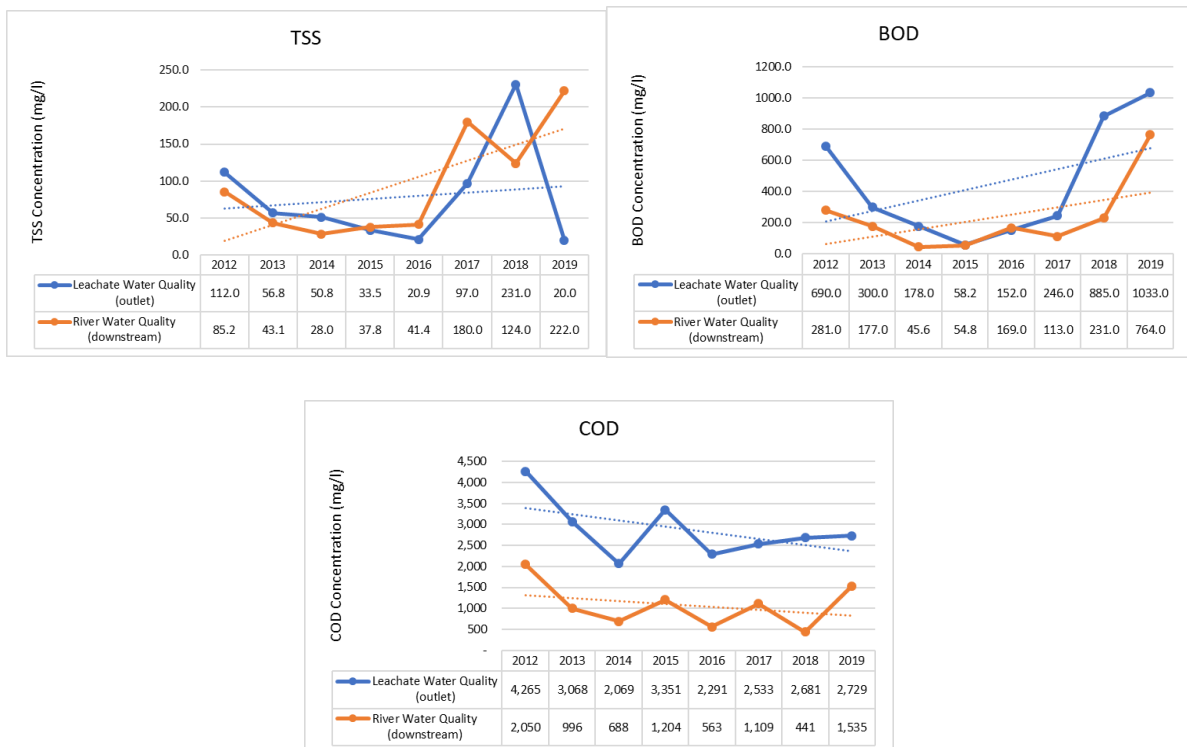 TSS
TSS Concentration (mg/l)
250.0
200.0
150.0
100.0
50.0
0.0
2012 2013 2014 2015 2016 2017 2018 2019
Leachate Water Quality (outlet) 112.0 56.8 50.8 33.5 20.9 97.0 231.0 20.0
River Water Quality (downstream) 85.2 43.1 28.0 37.8 41.4 180.0 124.0 222.0
BOD
BOD Concentration (mg/l)
1200.0
1000.0
800.0
600.0
400.0
200.0
0.0
2012 2013 2014 2015 2016 2017 2018 2019
Leachate Water Quality (outlet) 690.0 300.0 178.0 58.2 152.0 246.0 885.0 1033.0
River Water Quality (downstream) 281.0 177.0 45.6 54.8 169.0 113.0 231.0 764.0
COD
COD Concentration (mg/l)
4,500
4,000
3,500
3,000
2,500
2,000
1,500
1,000
500
-
2012 2013 2014 2015 2016 2017 2018 2019
Leachate Water Quality (outlet) 4,265 3,068 2,069 3,351 2,291 2,533 2,681 2,729
River Water Quality (downstream) 2,050 996 688 1,204 563 1,109 441 1,535